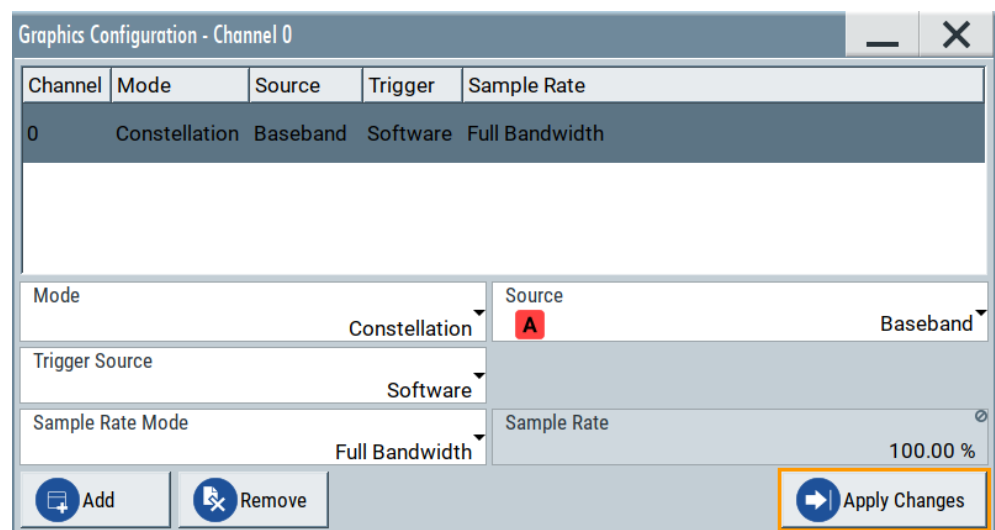 Graphics Configuration - Channel 0
Channel Mode Source Trigger Sample Rate
0 Constellation Baseband Software Full Bandwidth
Mode
Constellation
Source
A Baseband
Trigger Source
Software
Sample Rate Mode
Full Bandwidth
Sample Rate
100.00 %
Add Remove Apply Changes